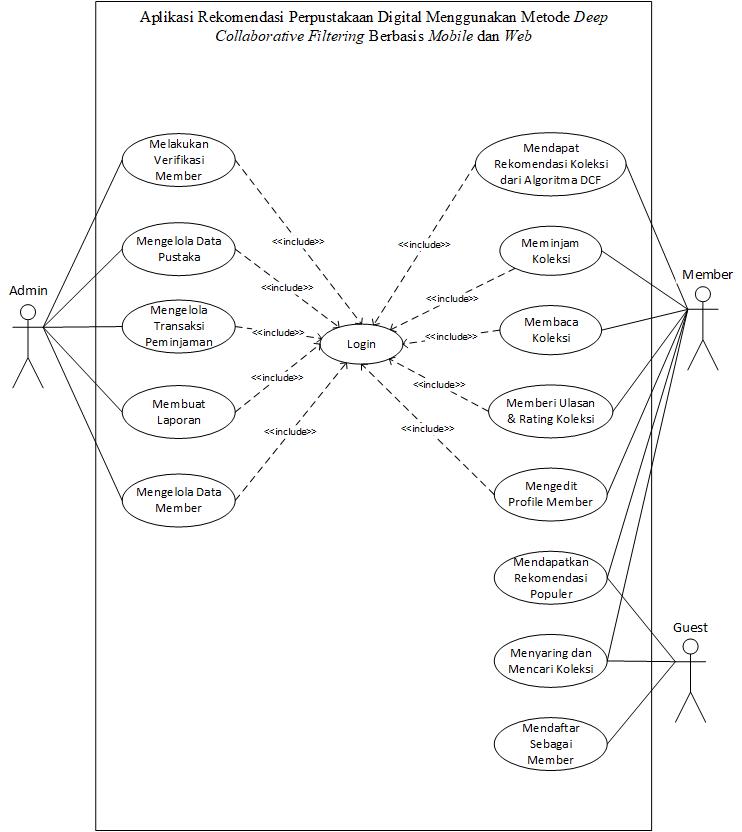 Aplikasi Rekomendasi Perpustakaan Digital Menggunakan Metode Deep
Collaborative Filtering Berbasis Mobile dan Web
Melakukan
Verifikasi
Member
Mendapat
Rekomendasi Koleksi
dari Algoritma DCF
<<include>>
<<include>>
Mengelola Data
Pustaka
Meminjam
Koleksi
<<include>>
<<include>>
Admin
Member
Mengelola
Transaksi
Peminjaman
<<include>>
Login
<<include>>
Membaca
Koleksi
<<include>>
<<include>>
Membuat
Laporan
Memberi Ulasan
& Rating Koleksi
<<include>>
<<include>>
Mengelola Data
Member
Mengedit
Profile Member
Mendapatkan
Rekomendasi
Populer
Guest
Menyaring dan
Mencari Koleksi
Mendaftar
Sebagai
Member